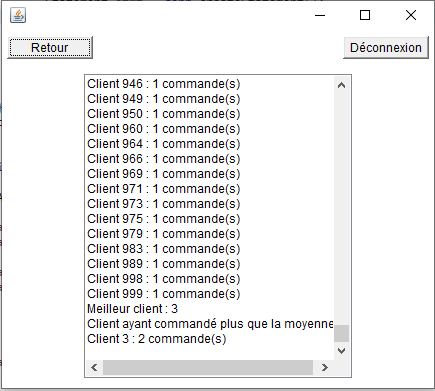 Retour
Déconnexion
Client 946 : 1 commande(s)
Client 949 : 1 commande(s)
Client 950 : 1 commande(s)
Client 960 : 1 commande(s)
Client 964 : 1 commande(s)
Client 966 : 1 commande(s)
Client 969 : 1 commande(s)
Client 971 : 1 commande(s)
Client 973 : 1 commande(s)
Client 975 : 1 commande(s)
Client 979 : 1 commande(s)
Client 983 : 1 commande(s)
Client 989 : 1 commande(s)
Client 998 : 1 commande(s)
Client 999 : 1 commande(s)
Meilleur client : 3
Client ayant commandé plus que la moyenne
Client 3 : 2 commande(s)